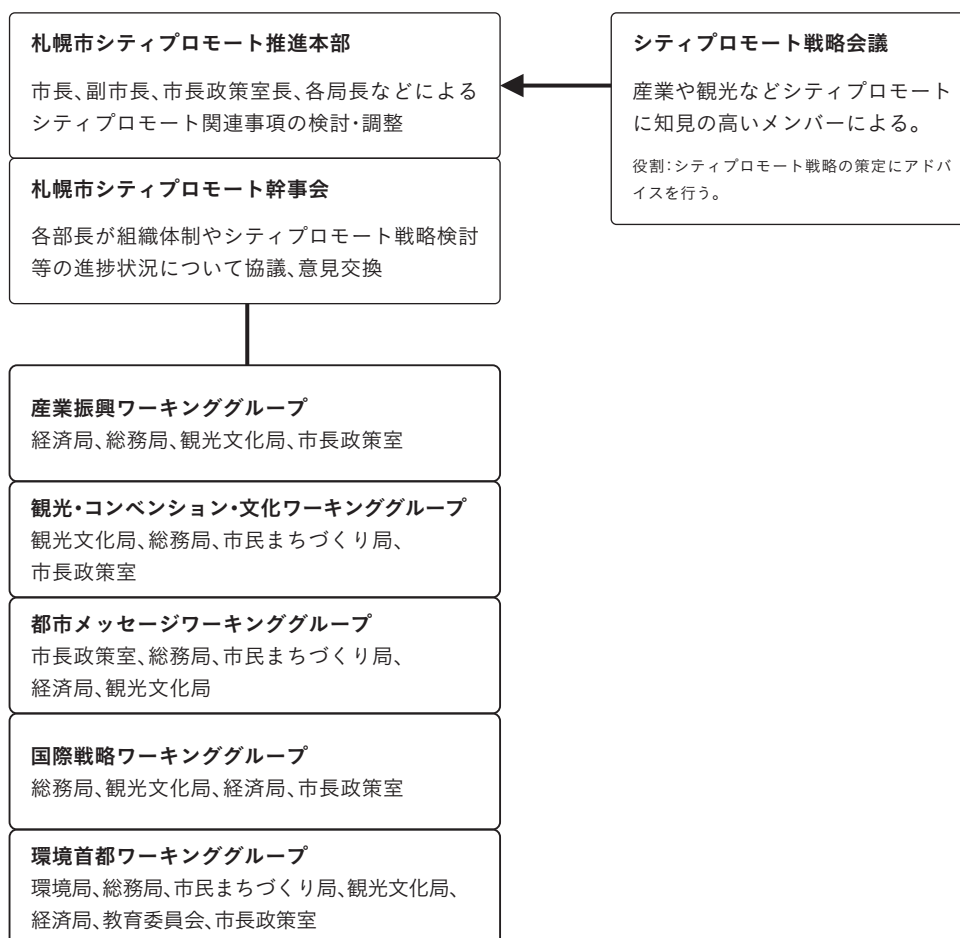 札幌市シティプロモート推進本部
市長、副市長、市長政策室長、各局長などによる
シティプロモート関連事項の検討・調整
シティプロモート戦略会議
産業や観光などシティプロモート
に知見の高いメンバーによる。
役割：シティプロモート戦略の策定にアドバ
イスを行う。
札幌市シティプロモート幹事会
各部長が組織体制やシティプロモート戦略検討
等の進捗状況について協議、意見交換
産業振興ワーキンググループ
経済局、総務局、観光文化局、市長政策室
観光・コンベンション・文化ワーキンググループ
観光文化局、総務局、市民まちづくり局、
市長政策室
都市メッセージワーキンググループ
市長政策室、総務局、市民まちづくり局、
経済局、観光文化局
国際戦略ワーキンググループ
総務局、観光文化局、経済局、市長政策室
環境首都ワーキンググループ
環境局、総務局、市民まちづくり局、観光文化局、
経済局、教育委員会、市長政策室